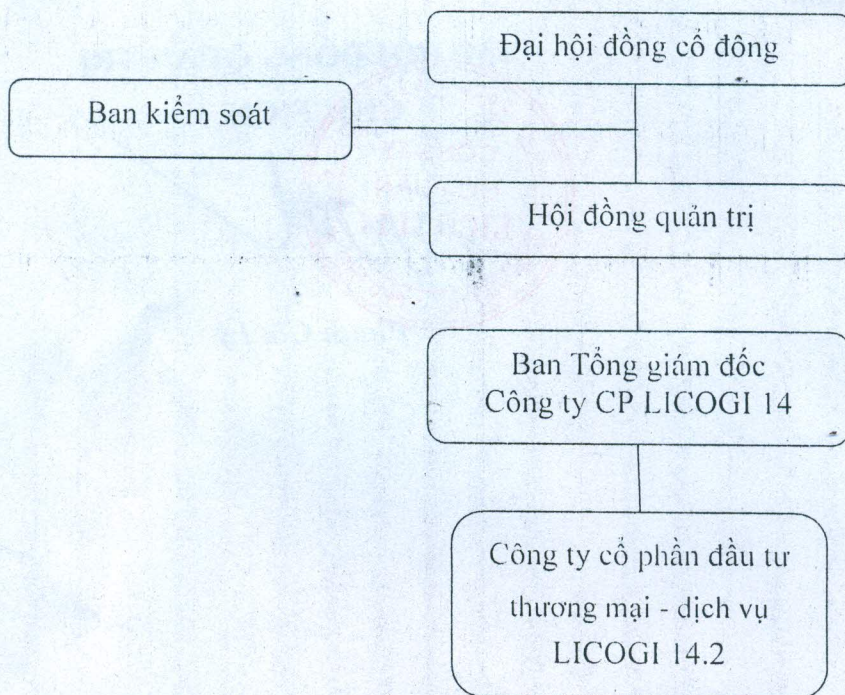 Đại hội đồng cổ đông
Ban kiểm soát
Hội đồng quản trị
Ban Tổng giám đốc
Công ty CP LICOGI 14
Công ty cổ phần đầu tư
thương mại - dịch vụ
LICOGI 14.2